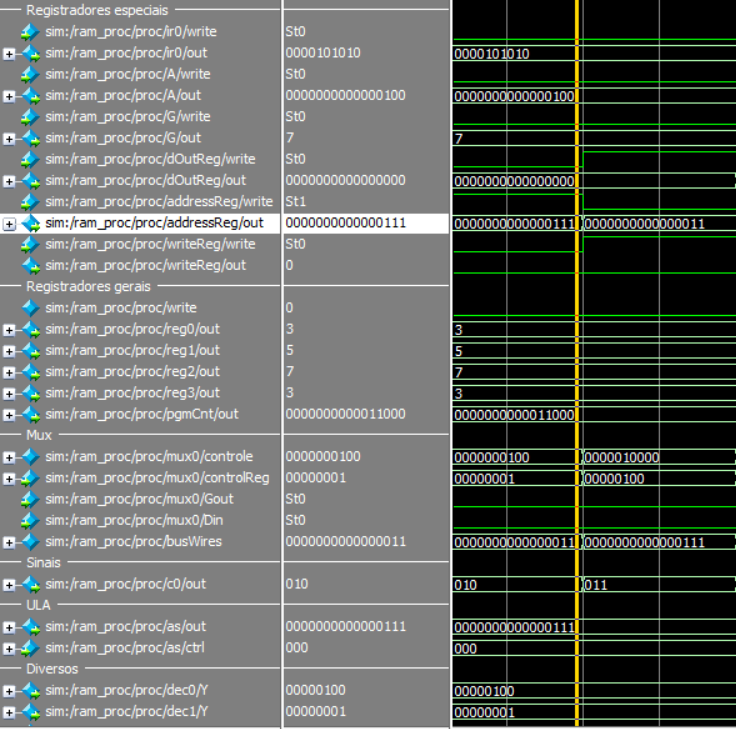 Registradores especiais
sim:/ram_proc/proc/ir0/write St0
sim:/ram_proc/proc/ir0/out 0000101010 0000101010
sim:/ram_proc/proc/A/write St0
sim:/ram_proc/proc/A/out 0000000000000100 0000000000000100
sim:/ram_proc/proc/G/write St0
sim:/ram_proc/proc/G/out 7 7
sim:/ram_proc/proc/dOutReg/write St0
sim:/ram_proc/proc/dOutReg/out 0000000000000000 0000000000000000
sim:/ram_proc/proc/addressReg/write St1
sim:/ram_proc/proc/addressReg/out 0000000000000111 0000000000000111 0000000000000011
sim:/ram_proc/proc/writeReg/write St0
sim:/ram_proc/proc/writeReg/out 0
Registradores gerais
sim:/ram_proc/proc/write 0
sim:/ram_proc/proc/reg0/out 3 3
sim:/ram_proc/proc/reg1/out 5 5
sim:/ram_proc/proc/reg2/out 7 7
sim:/ram_proc/proc/reg3/out 3 3
sim:/ram_proc/proc/pgmCnt/out 0000000000011000 0000000000011000
Mux
sim:/ram_proc/proc/mux0/controle 0000000100 0000000100 0000010000
sim:/ram_proc/proc/mux0/controlReg 00000001 00000001 00000100
sim:/ram_proc/proc/mux0/Gout St0
sim:/ram_proc/proc/mux0/Din St0
sim:/ram_proc/proc/busWires 0000000000000011 0000000000000011 0000000000000111
Sinais
sim:/ram_proc/proc/c0/out 010 010 011
ULA
sim:/ram_proc/proc/as/out 0000000000000111 0000000000000111
sim:/ram_proc/proc/as/ctrl 000 000
Diversos
sim:/ram_proc/proc/dec0/Y 00000100 00000100
sim:/ram_proc/proc/dec1/Y 00000001 00000001